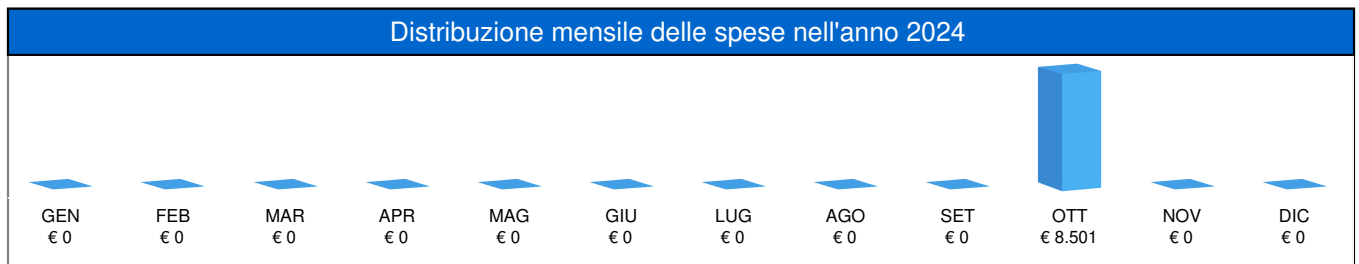 Distribuzione mensile delle spese nell'anno 2024
GEN FEB MAR APR MAG GIU LUG AGO SET OTT NOV DIC
€ 0 € 0 € 0 € 0 € 0 € 0 € 0 € 0 € 0 € 8.501 € 0 € 0